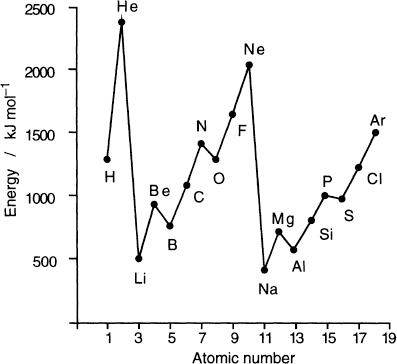 Energy / kJ mol⁻¹
2500
2000
1500
1000
500
H
He
Li
Be
B
C
N
O
F
Ne
Na
Mg
Al
Si
P
S
Cl
Ar
1 3 5 7 9 11 13 15 17 19
Atomic number